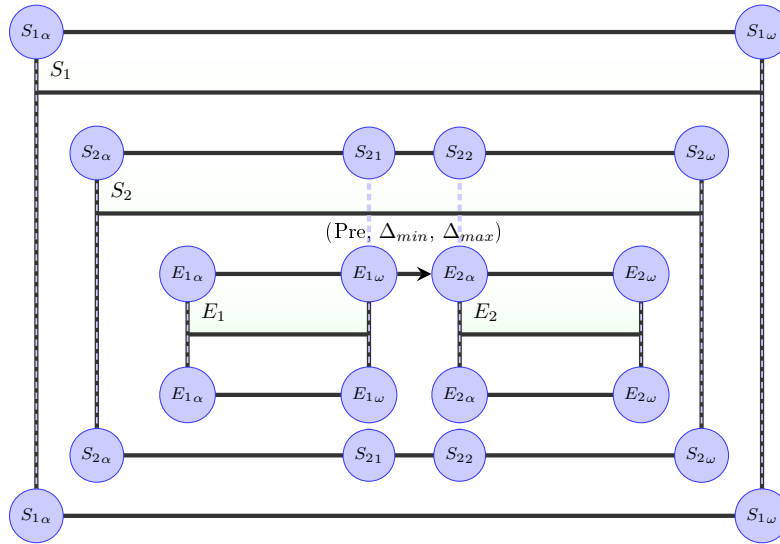 S₁α S₁ω
S₁
S₂α S₂₁ S₂₂ S₂ω
S₂
(Pre, Δmin, Δmax)
E₁α E₁ω E₂α E₂ω
E₁ E₂
E₁α E₁ω E₂α E₂ω
S₂α S₂₁ S₂₂ S₂ω
S₁α S₁ω